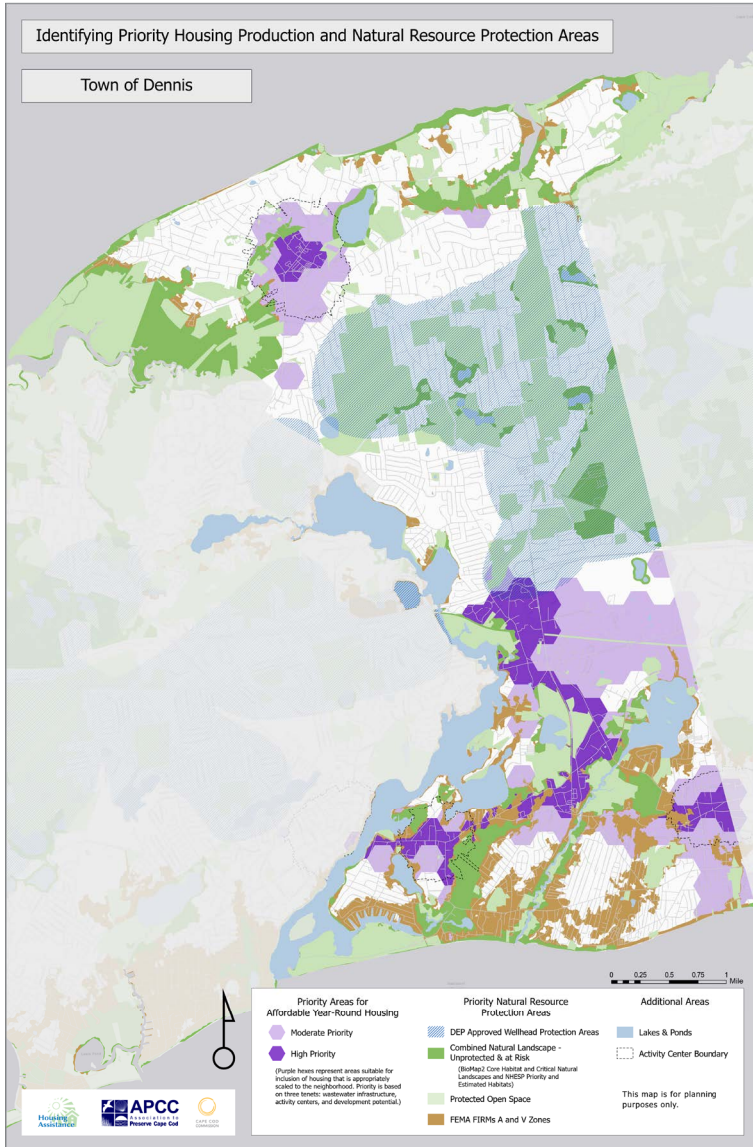 Identifying Priority Housing Production and Natural Resource Protection Areas
Town of Dennis
0 0.25 0.5 0.75 1
Mile
Priority Areas for
Affordable Year-Round Housing
Moderate Priority
High Priority
(Purple hexes represent areas suitable for
inclusion of housing that is appropriately
scaled to the neighborhood. Priority is based
on three tenets: wastewater infrastructure,
activity centers, and development potential.)
Priority Natural Resource
Protection Areas
DEP Approved Wellhead Protection Areas
Combined Natural Landscape -
Unprotected & at Risk
(BioMap2 Core Habitat and Critical Natural
Landscapes and NHESP Priority and
Estimated Habitats)
Protected Open Space
FEMA FIRMs A and V Zones
Additional Areas
Lakes & Ponds
Activity Center Boundary
This map is for planning
purposes only.
Housing
Assistance
APCC
Association to
Preserve Cape Cod
CAPE COD
COMMISSION